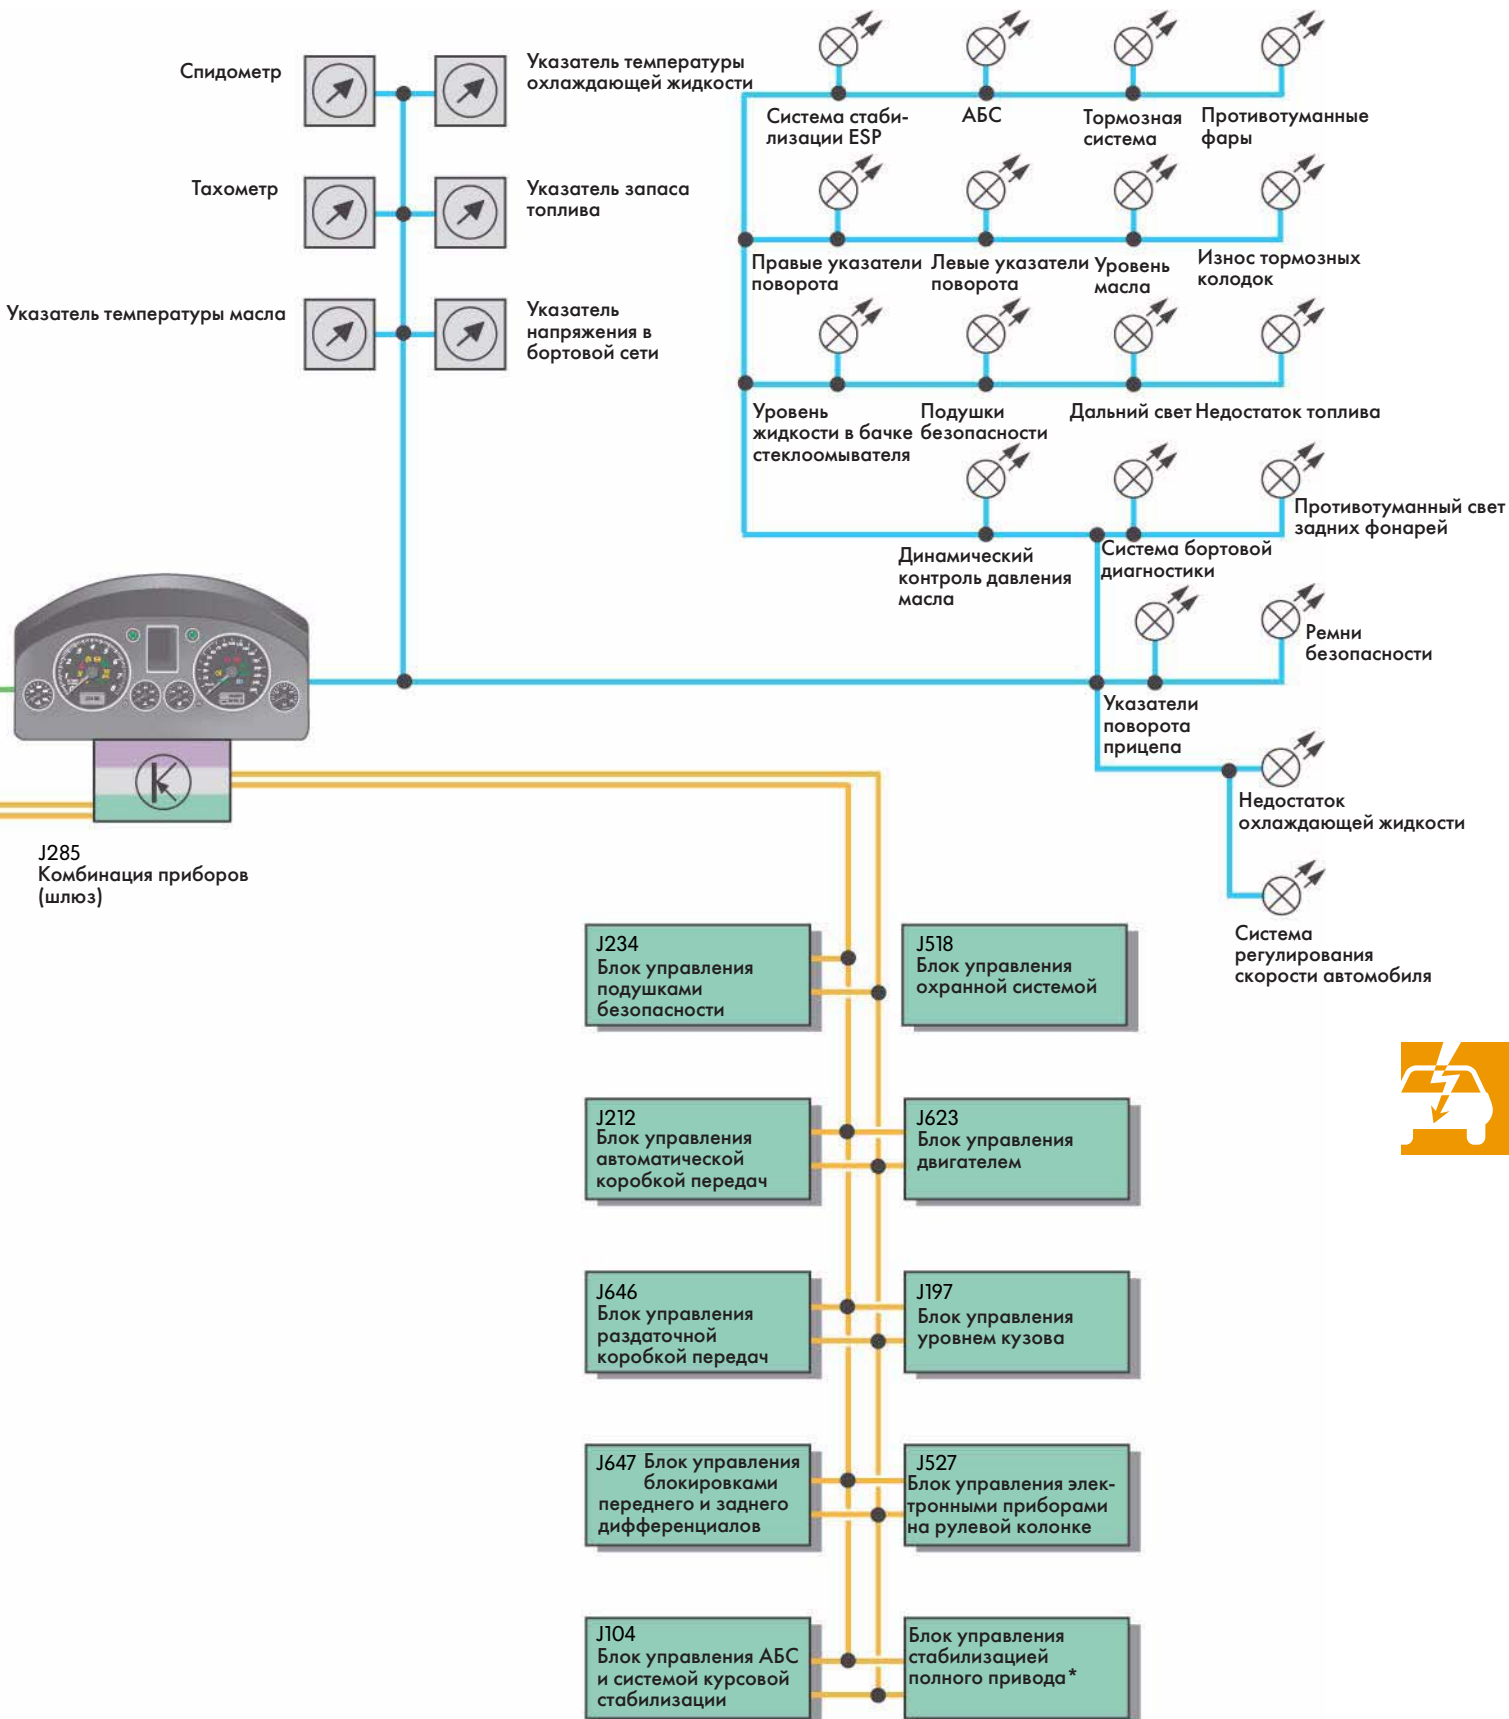 Спидометр
Указатель температуры
охлаждающей жидкости
Тахометр
Указатель запаса
топлива
Указатель температуры масла
Указатель
напряжения в
бортовой сети
Система стаби-
лизации ESP
АБС
Тормозная
система
Противотуманные
фары
Правые указатели
поворота
Левые указатели
поворота
Уровень
масла
Износ тормозных
колодок
Уровень
жидкости в бачке
стеклоомывателя
Подушки
безопасности
Дальний свет
Недостаток топлива
Динамический
контроль давления
масла
Система бортовой
диагностики
Противотуманный свет
задних фонарей
Указатели
поворота
прицепа
Ремни
безопасности
Недостаток
охлаждающей жидкости
Система
регулирования
скорости автомобиля
J285
Комбинация приборов
(шлюз)
J234
Блок управления
подушками
безопасности
J518
Блок управления
охранной системой
J212
Блок управления
автоматической
коробкой передач
J623
Блок управления
двигателем
J646
Блок управления
раздаточной
коробкой передач
J197
Блок управления
уровнем кузова
J647 Блок управления
блокировками
переднего и заднего
дифференциалов
J527
Блок управления элек-
тронными приборами
на рулевой колонке
J104
Блок управления АБС
и системой курсовой
стабилизации
Блок управления
стабилизацией
полного привода*